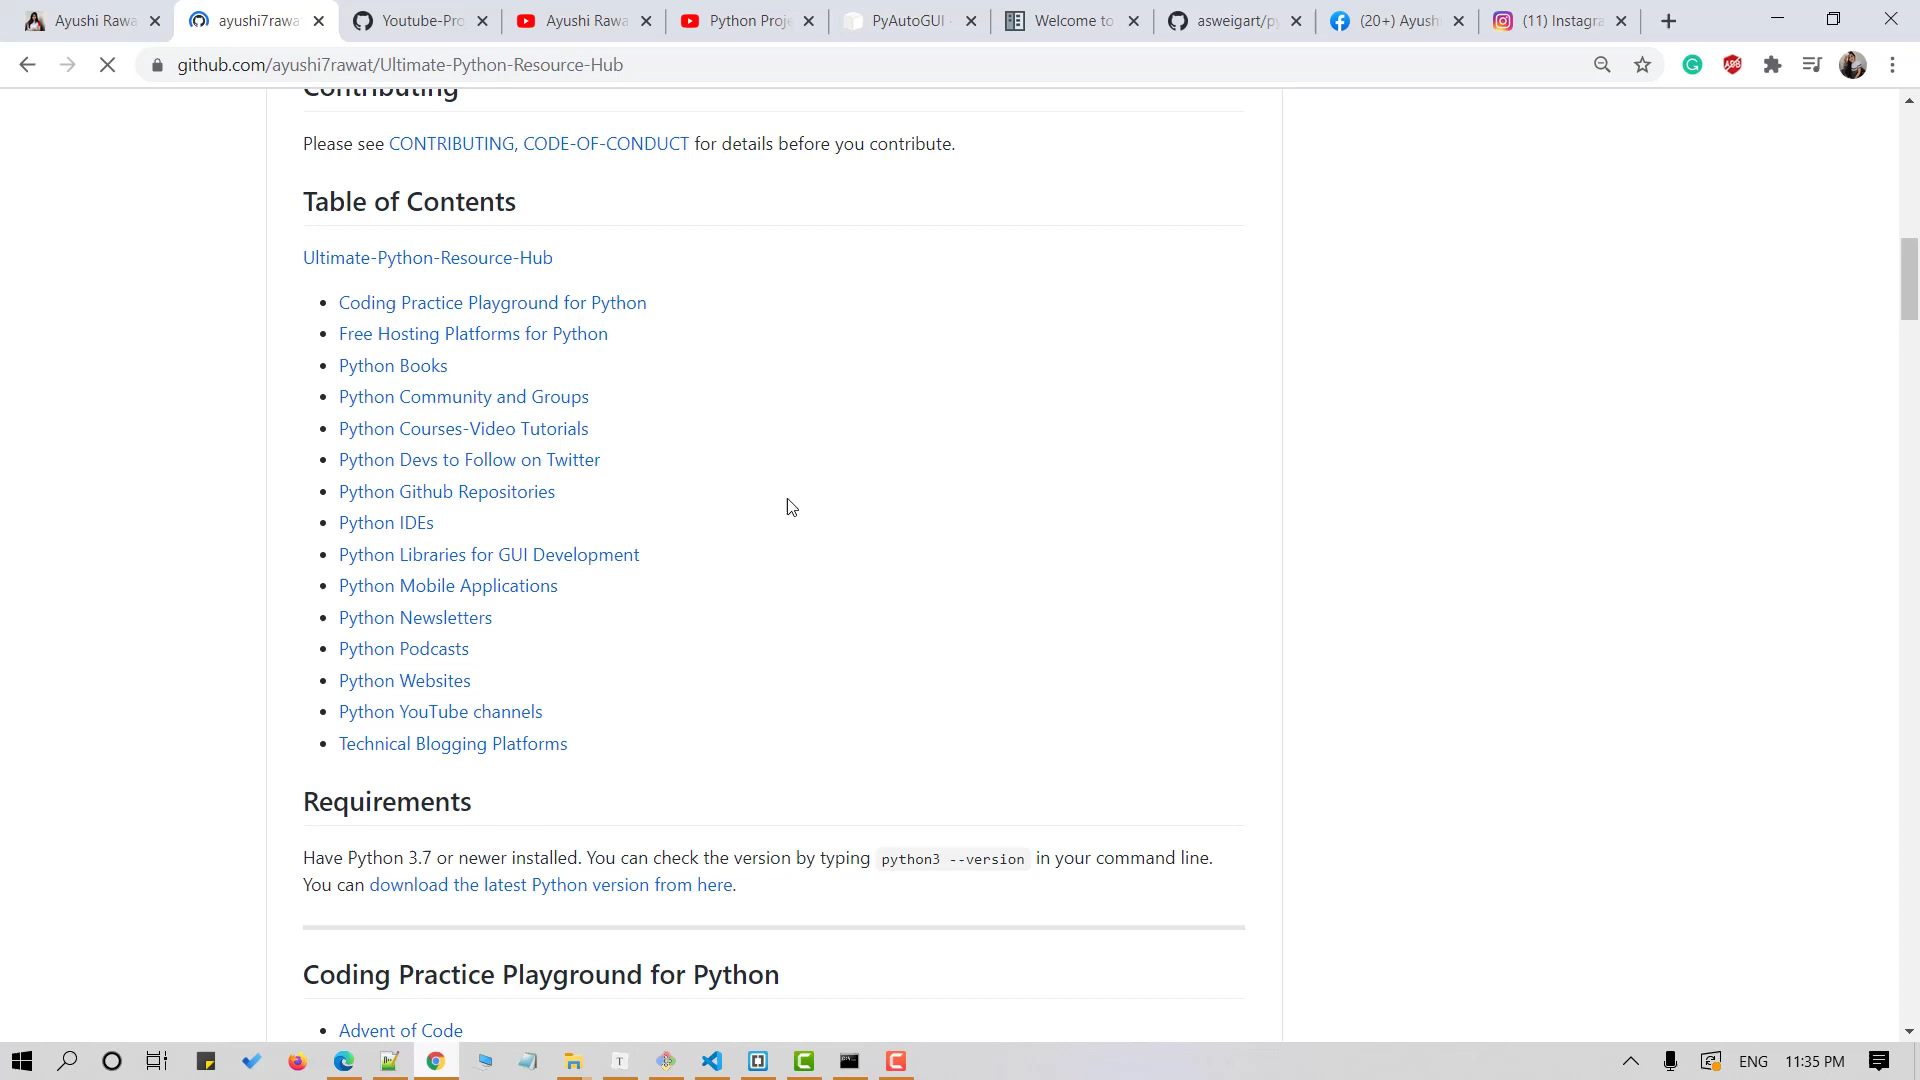 Ayushi Rawa
ayushi7rawa
Youtube-Pro
Ayushi Rawa
Python Proje
PyAutoGUI -
Welcome to
asweigart/py
(20+) Ayush
(11) Instagra
github.com/ayushi7rawat/Ultimate-Python-Resource-Hub
Contributing
Please see CONTRIBUTING, CODE-OF-CONDUCT for details before you contribute.
Table of Contents
Ultimate-Python-Resource-Hub
Coding Practice Playground for Python
Free Hosting Platforms for Python
Python Books
Python Community and Groups
Python Courses-Video Tutorials
Python Devs to Follow on Twitter
Python Github Repositories
Python IDEs
Python Libraries for GUI Development
Python Mobile Applications
Python Newsletters
Python Podcasts
Python Websites
Python YouTube channels
Technical Blogging Platforms
Requirements
Have Python 3.7 or newer installed. You can check the version by typing python3 --version in your command line.
You can download the latest Python version from here.
Coding Practice Playground for Python
Advent of Code
ENG
11:35 PM